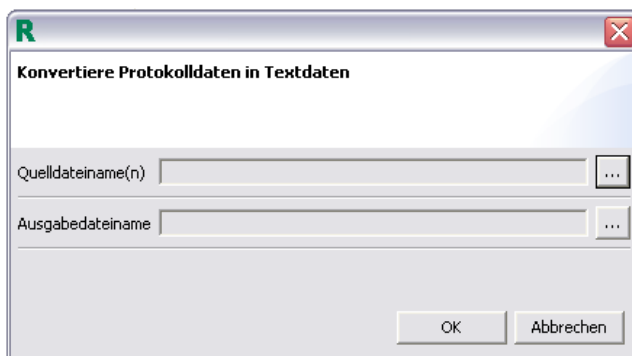 R
Konvertiere Protokolldaten in Textdaten
Quelldateiname(n) ...
Ausgabedateiname ...
OK Abbrechen